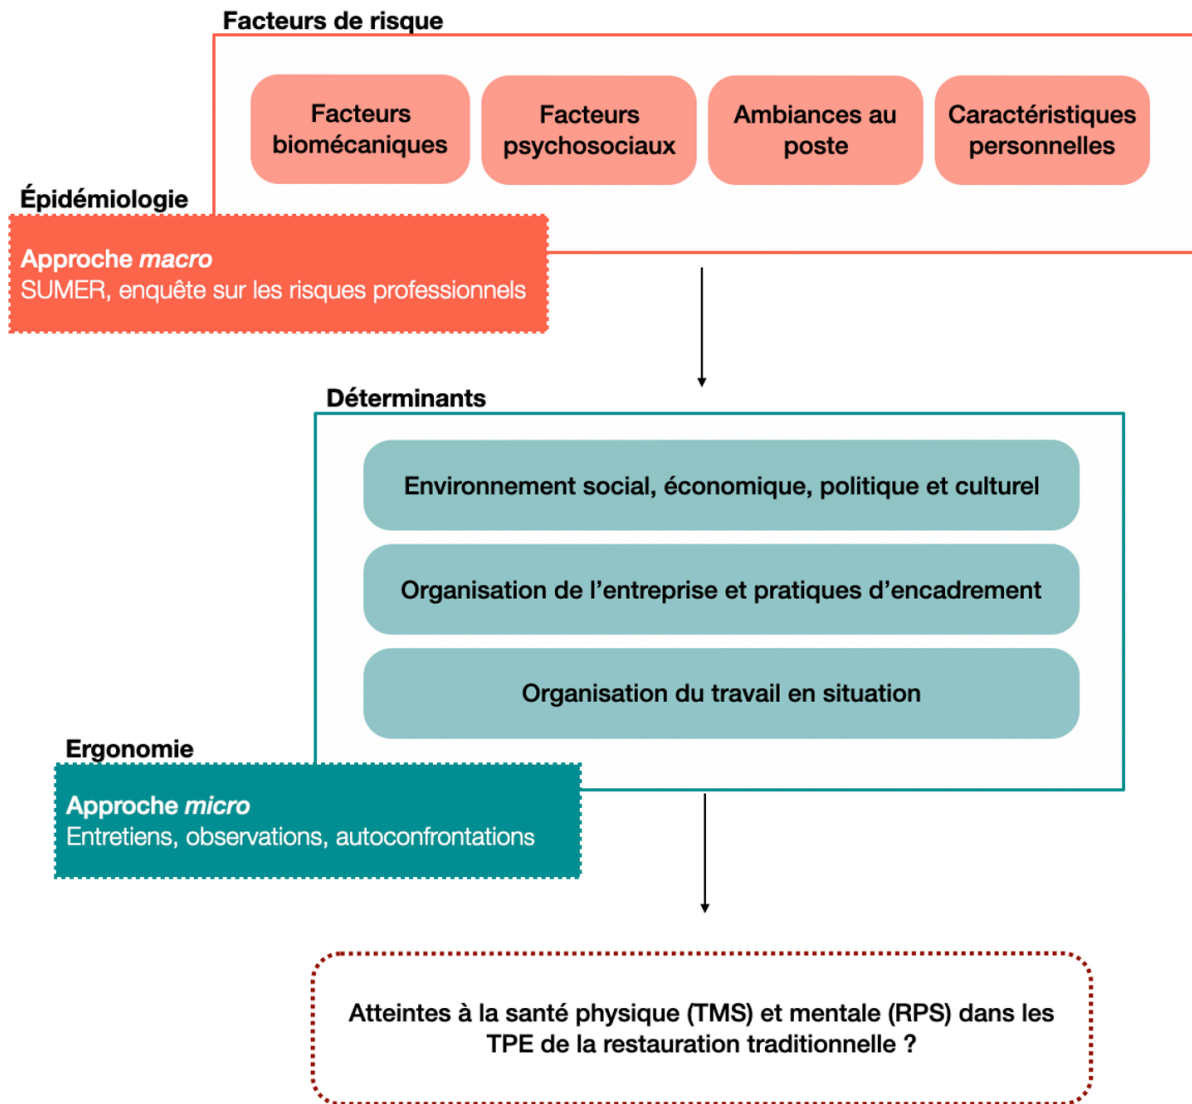 Facteurs de risque
Facteurs
biomécaniques
Facteurs
psychosociaux
Ambiances au
poste
Caractéristiques
personnelles
Épidémiologie
Approche macro
SUMER, enquête sur les risques professionnels
Déterminants
Environnement social, économique, politique et culturel
Organisation de l’entreprise et pratiques d’encadrement
Organisation du travail en situation
Ergonomie
Approche micro
Entretiens, observations, autoconfrontations
Atteintes à la santé physique (TMS) et mentale (RPS) dans les
TPE de la restauration traditionnelle ?